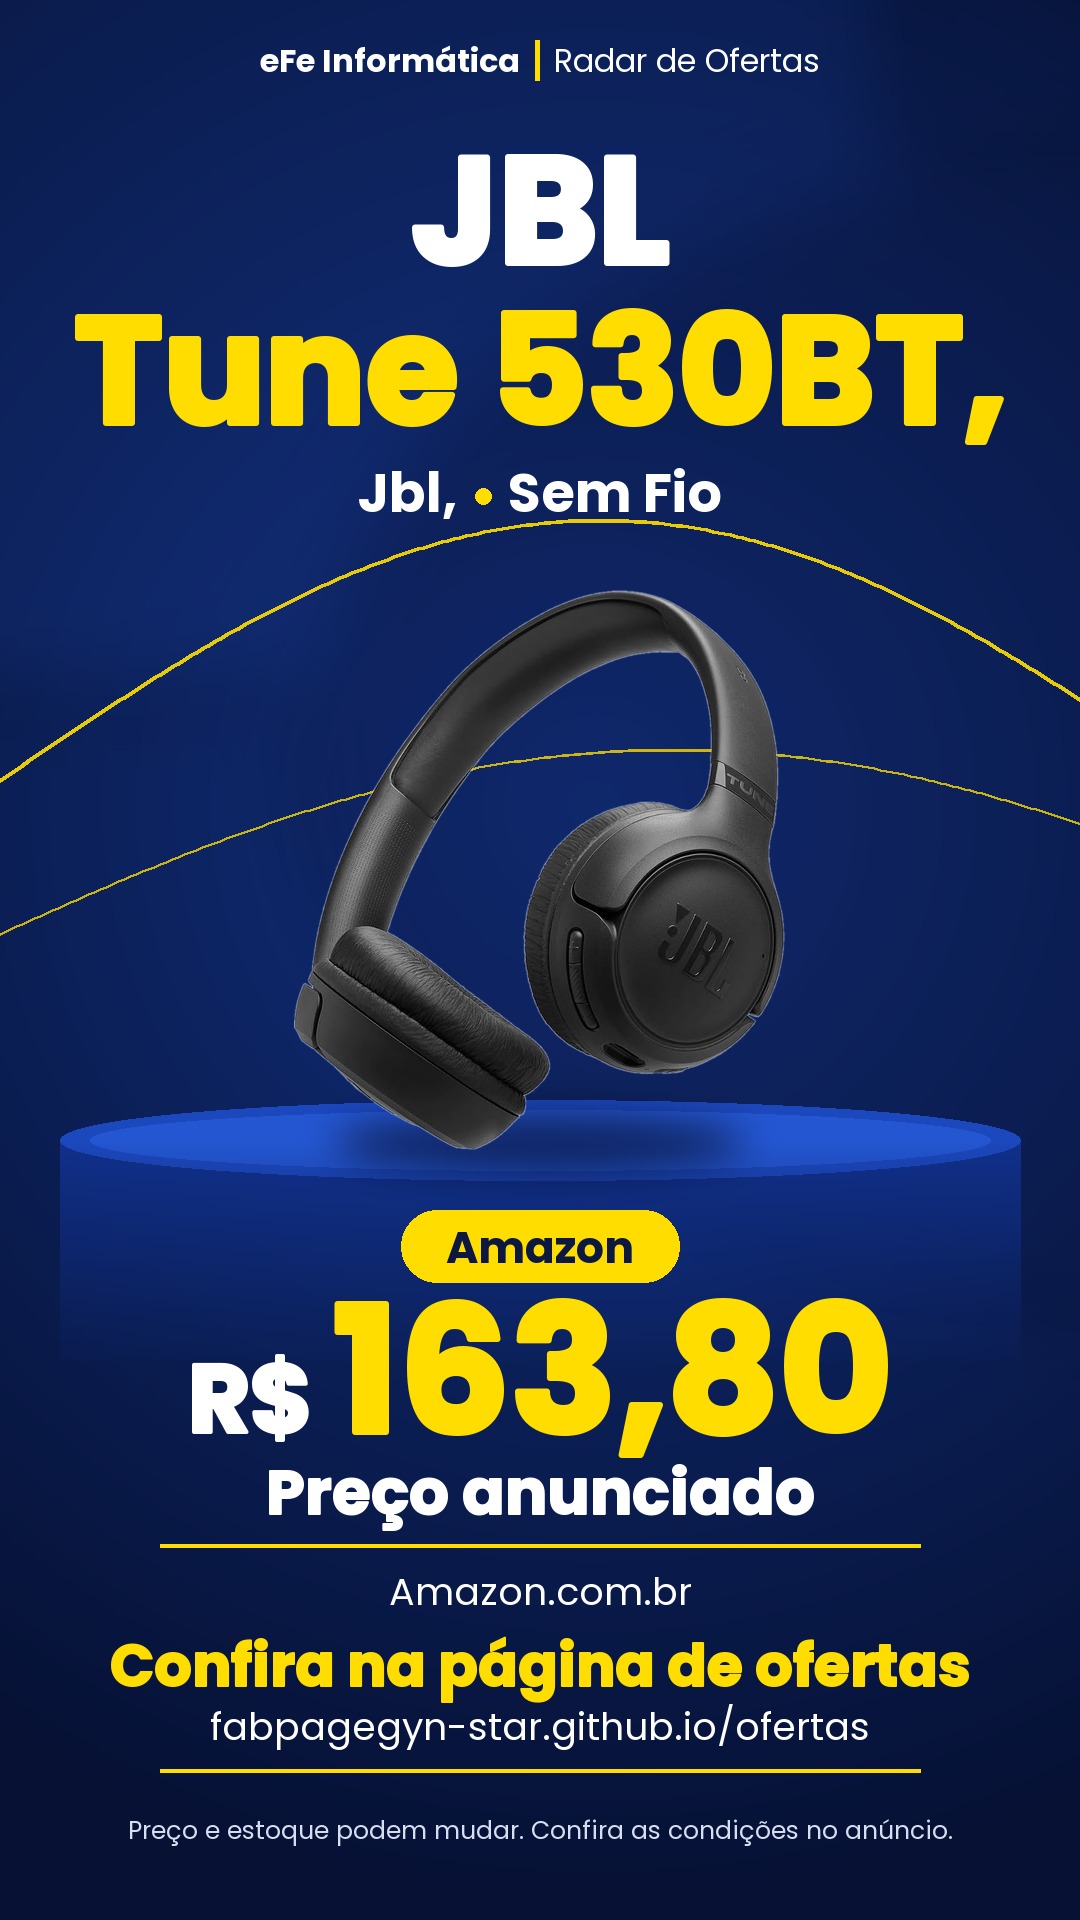 eFe Informática | Radar de Ofertas
JBL
Tune 530BT,
Jbl, • Sem Fio
TUNE
JBL
Amazon
R$ 163,80
Preço anunciado
Amazon.com.br
Confira na página de ofertas
fabpagegyn-star.github.io/ofertas
Preço e estoque podem mudar. Confira as condições no anúncio.